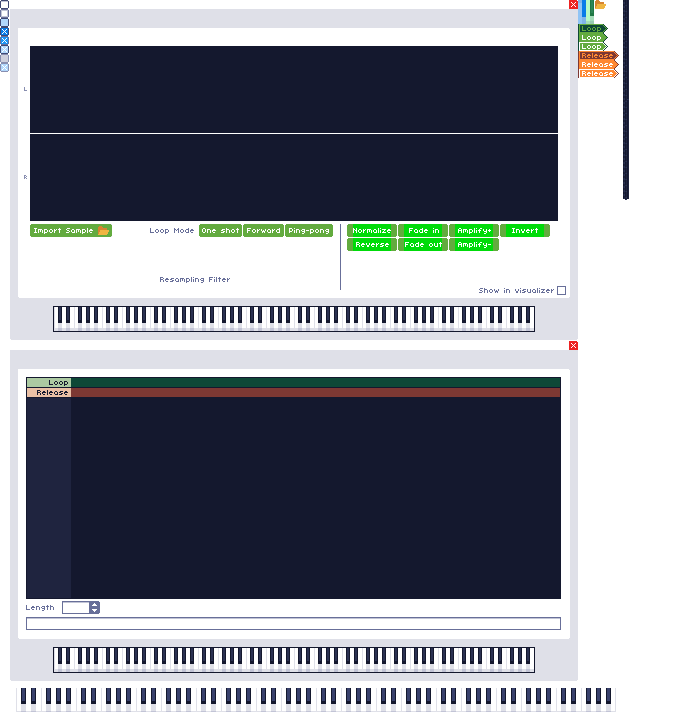 Loop
Loop
Loop
Release
Release
Release
L
R
Import Sample Loop Mode One shot Forward Ping-pong Normalize Fade in Amplify+ Invert
Reverse Fade out Amplify-
Resampling Filter
Show in visualizer
Loop
Release
Length